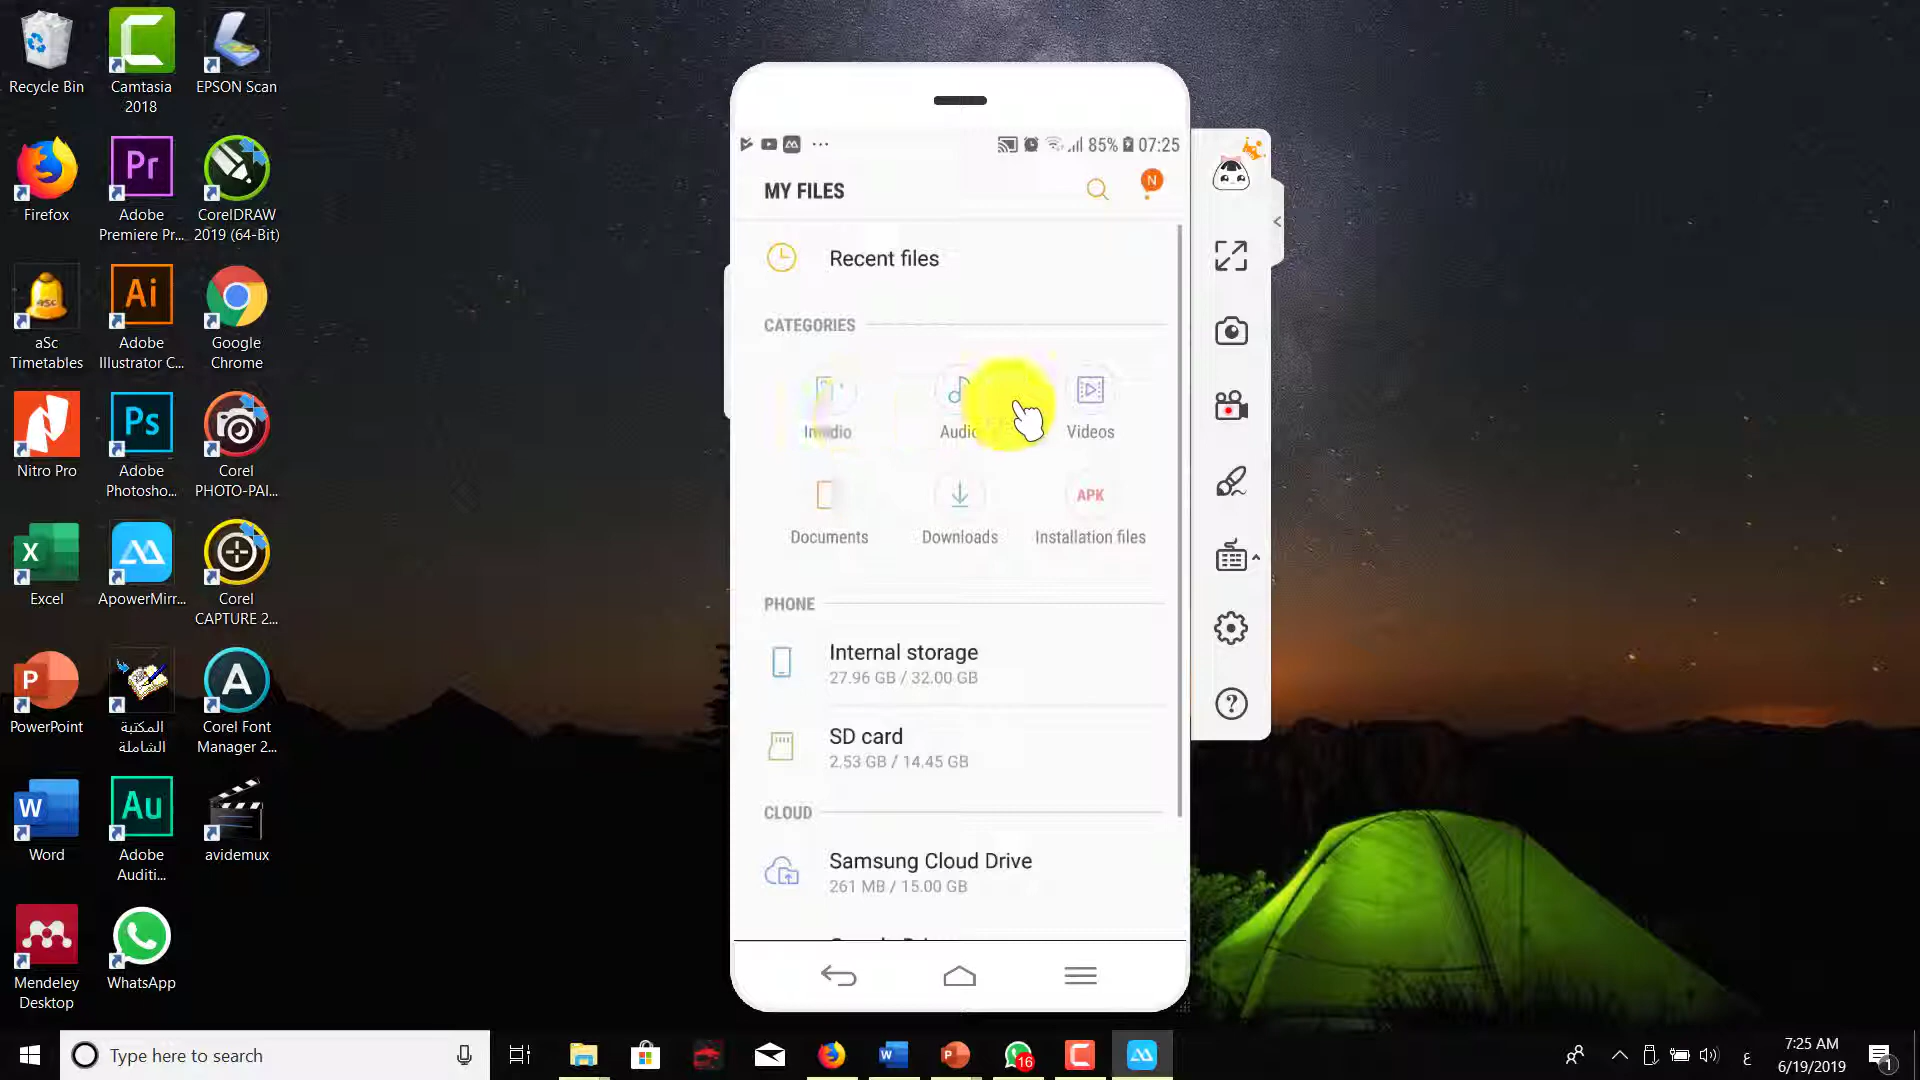 Recycle Bin
Camtasia
2018
EPSON Scan
Firefox
Adobe
Premiere Pr...
CorelDRAW
2019 (64-Bit)
aSc
Timetables
Adobe
Illustrator C...
Google
Chrome
Nitro Pro
Adobe
Photosho...
Corel
PHOTO-PAI...
Excel
ApowerMirr...
Corel
CAPTURE 2...
PowerPoint
المكتبة
الشاملة
Corel Font
Manager 2...
Word
Adobe
Auditi...
avidemux
Mendeley
Desktop
WhatsApp
85% 07:25
MY FILES
N
Recent files
CATEGORIES
Audio
Videos
APK
Documents
Downloads
Installation files
PHONE
Internal storage
27.96 GB / 32.00 GB
SD card
2.53 GB / 14.45 GB
CLOUD
Samsung Cloud Drive
261 MB / 15.00 GB
Type here to search
16
ع
7:25 AM
6/19/2019
1